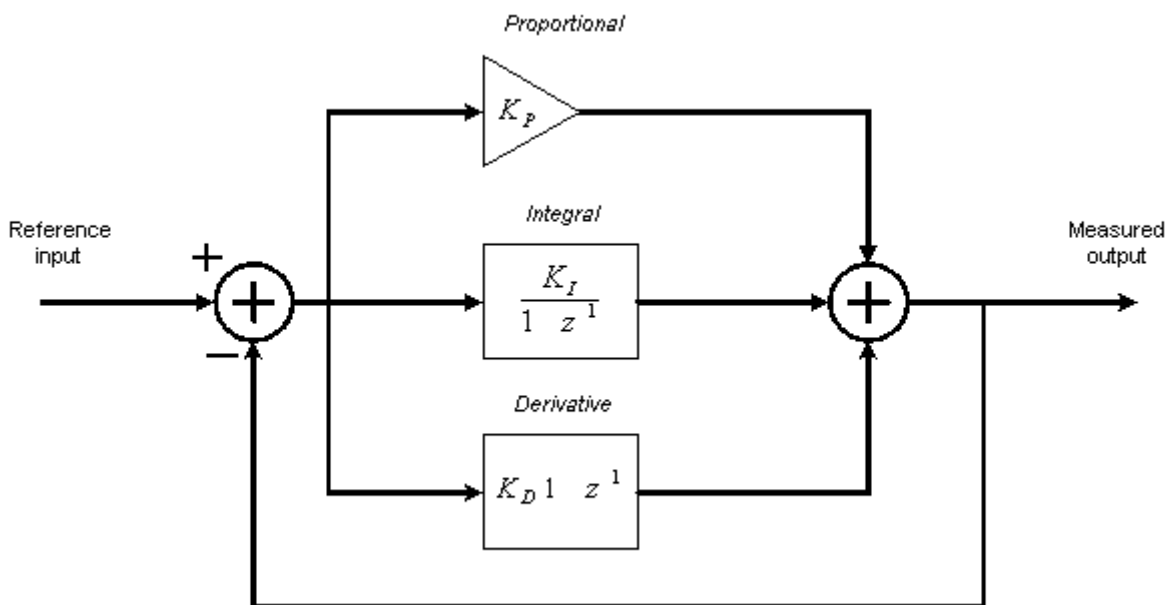 Proportional
K_P
Reference
input
+
+
−
Integral
K_I
1 z^1
+
Measured
output
Derivative
K_D 1 z^1